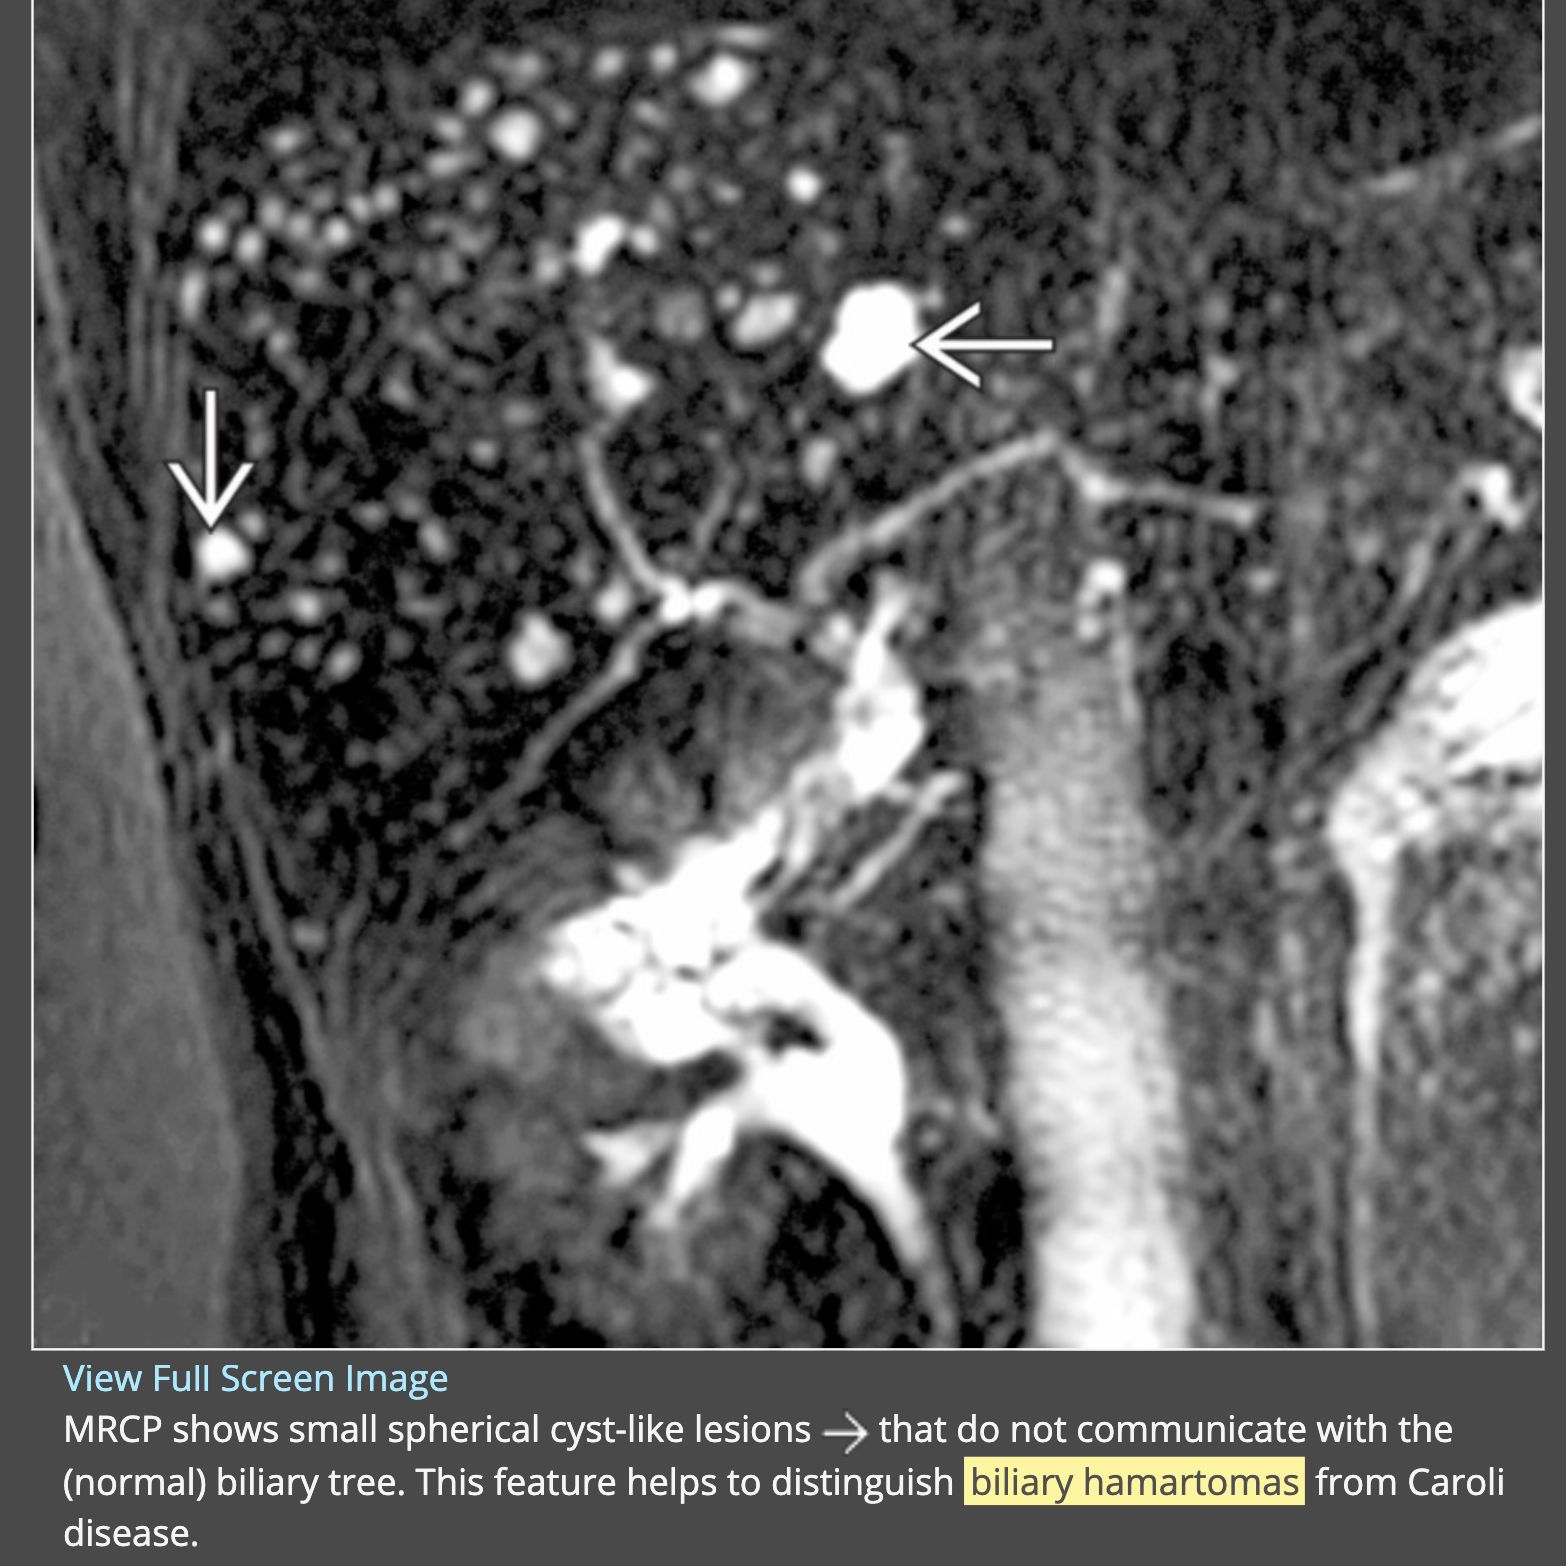 View Full Screen Image
MRCP shows small spherical cyst-like lesions → that do not communicate with the
(normal) biliary tree. This feature helps to distinguish biliary hamartomas from Caroli
disease.